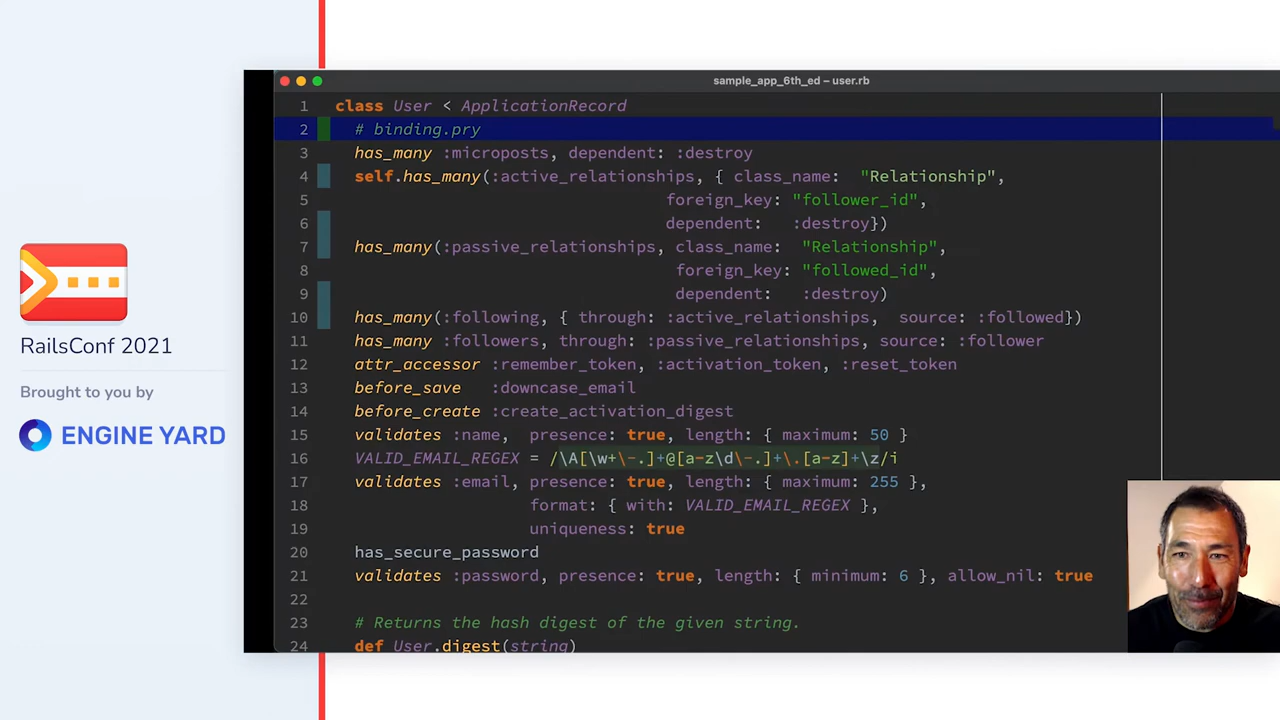 sample_app_6th_ed – user.rb
1 class User < ApplicationRecord
2 # binding.pry
3 has_many :microposts, dependent: :destroy
4 self.has_many(:active_relationships, { class_name: "Relationship",
5 foreign_key: "follower_id",
6 dependent: :destroy})
7 has_many(:passive_relationships, class_name: "Relationship",
8 foreign_key: "followed_id",
9 dependent: :destroy)
10 has_many(:following, { through: :active_relationships, source: :followed})
11 has_many :followers, through: :passive_relationships, source: :follower
12 attr_accessor :remember_token, :activation_token, :reset_token
13 before_save :downcase_email
14 before_create :create_activation_digest
15 validates :name, presence: true, length: { maximum: 50 }
16 VALID_EMAIL_REGEX = /\A[\w+\-.]+@[a-z\d\-.]+\.[a-z]+\z/i
17 validates :email, presence: true, length: { maximum: 255 },
18 format: { with: VALID_EMAIL_REGEX },
19 uniqueness: true
20 has_secure_password
21 validates :password, presence: true, length: { minimum: 6 }, allow_nil: true
22
23 # Returns the hash digest of the given string.
24 def User.digest(string)
RailsConf 2021
Brought to you by
ENGINE YARD